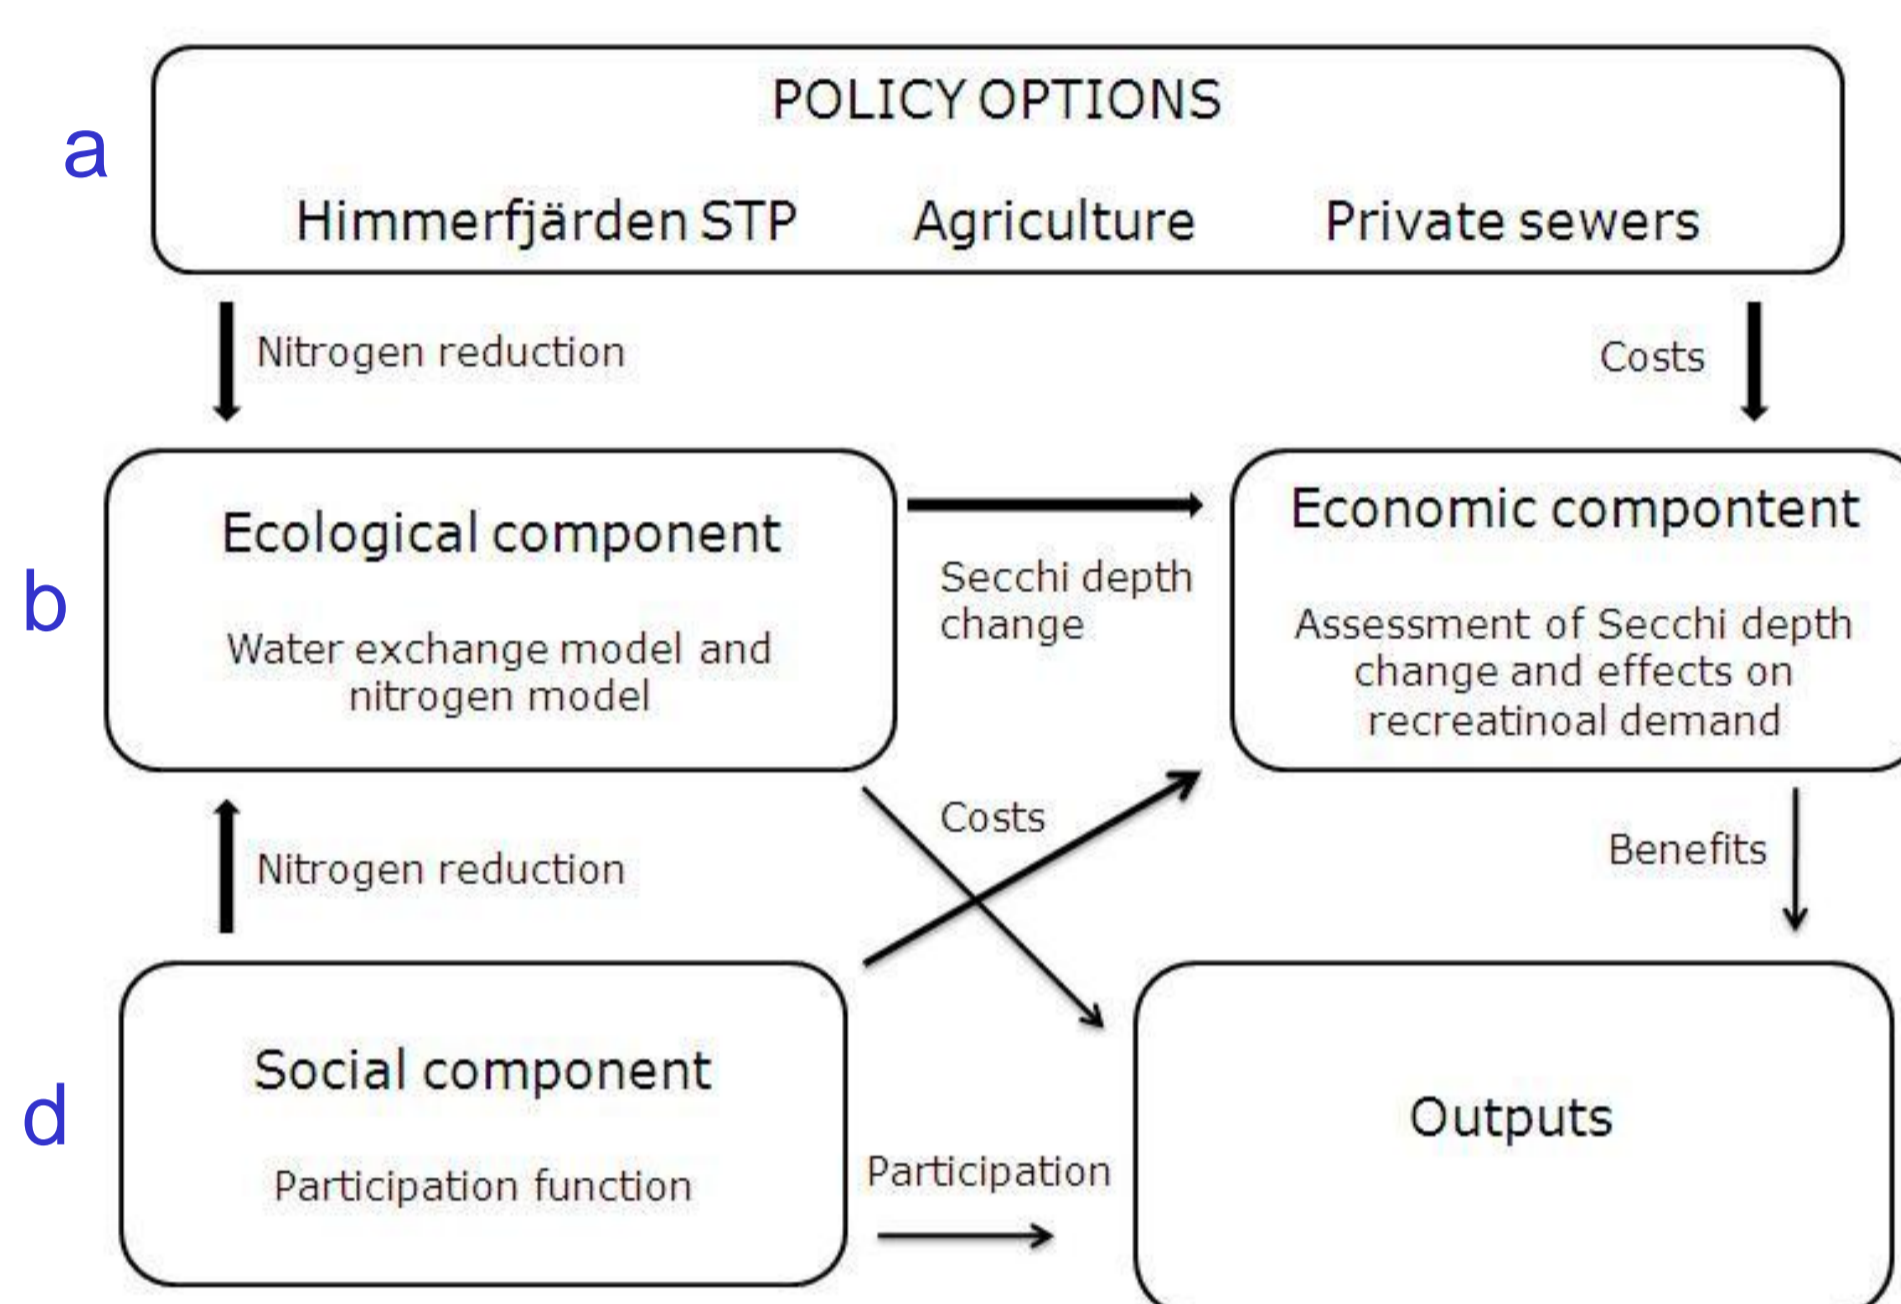 POLICY OPTIONS
a
Himmerfjärden STP Agriculture Private sewers
Nitrogen reduction
Costs
Ecological component
Water exchange model and
nitrogen model
b
Secchi depth
change
Economic compontent
Assessment of Secchi depth
change and effects on
recreatinoal demand
Costs
Benefits
Nitrogen reduction
Social component
Participation function
d
Participation
Outputs